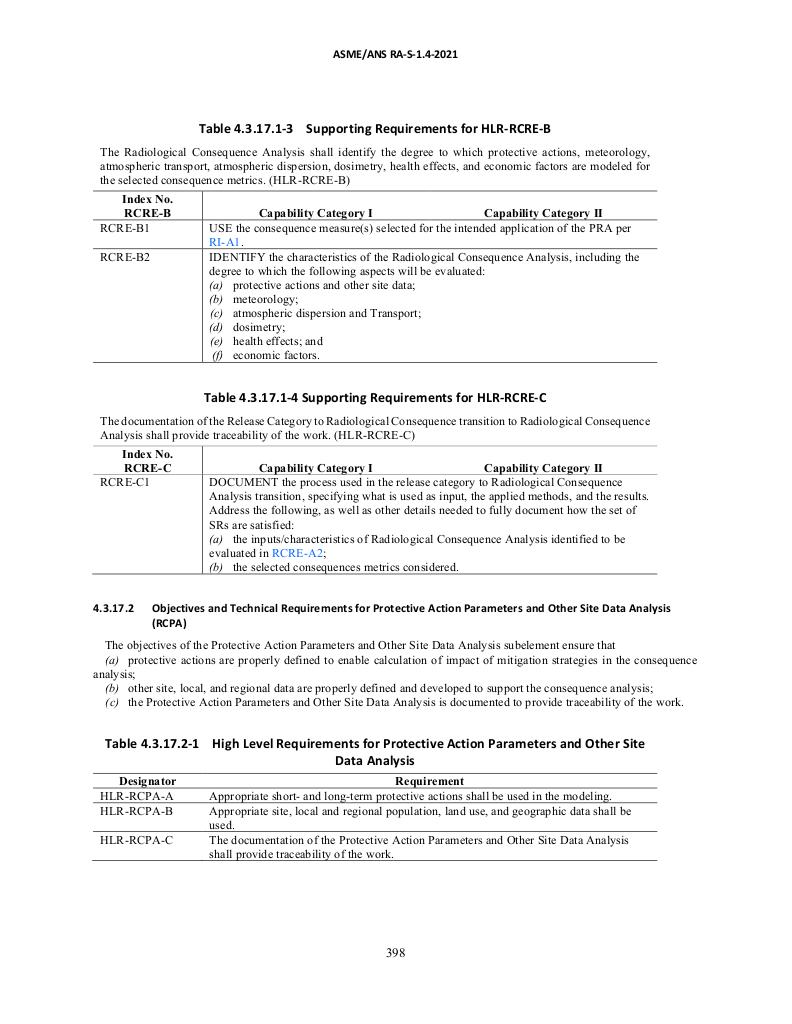 ASME/ANS RA-S-1.4-2021
Table 4.3.17.1-3 Supporting Requirements for HLR-RCRE-B
The Radiological Consequence Analysis shall identify the degree to which protective actions, meteorology,
atmospheric transport, atmospheric dispersion, dosimetry, health effects, and economic factors are modeled for
the selected consequence metrics. (HLR-RCRE-B)
Index No.
RCRE-B Capability Category I Capability Category II
RCRE-B1 USE the consequence measure(s) selected for the intended application of the PRA per
RI-A1.
RCRE-B2 IDENTIFY the characteristics of the Radiological Consequence Analysis, including the
degree to which the following aspects will be evaluated:
(a) protective actions and other site data;
(b) meteorology;
(c) atmospheric dispersion and Transport;
(d) dosimetry;
(e) health effects; and
(f) economic factors.
Table 4.3.17.1-4 Supporting Requirements for HLR-RCRE-C
The documentation of the Release Category to Radiological Consequence transition to Radiological Consequence
Analysis shall provide traceability of the work. (HLR-RCRE-C)
Index No.
RCRE-C Capability Category I Capability Category II
RCRE-C1 DOCUMENT the process used in the release category to Radiological Consequence
Analysis transition, specifying what is used as input, the applied methods, and the results.
Address the following, as well as other details needed to fully document how the set of
SRs are satisfied:
(a) the inputs/characteristics of Radiological Consequence Analysis identified to be
evaluated in RCRE-A2;
(b) the selected consequences metrics considered.
4.3.17.2 Objectives and Technical Requirements for Protective Action Parameters and Other Site Data Analysis
(RCPA)
The objectives of the Protective Action Parameters and Other Site Data Analysis subelement ensure that
(a) protective actions are properly defined to enable calculation of impact of mitigation strategies in the consequence
analysis;
(b) other site, local, and regional data are properly defined and developed to support the consequence analysis;
(c) the Protective Action Parameters and Other Site Data Analysis is documented to provide traceability of the work.
Table 4.3.17.2-1 High Level Requirements for Protective Action Parameters and Other Site
Data Analysis
Designator Requirement
HLR-RCPA-A Appropriate short- and long-term protective actions shall be used in the modeling.
HLR-RCPA-B Appropriate site, local and regional population, land use, and geographic data shall be
used.
HLR-RCPA-C The documentation of the Protective Action Parameters and Other Site Data Analysis
shall provide traceability of the work.
398